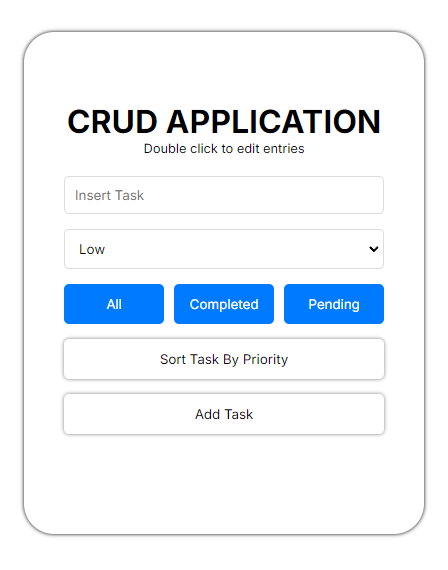 CRUD APPLICATION
Double click to edit entries
Insert Task
Low
All Completed Pending
Sort Task By Priority
Add Task